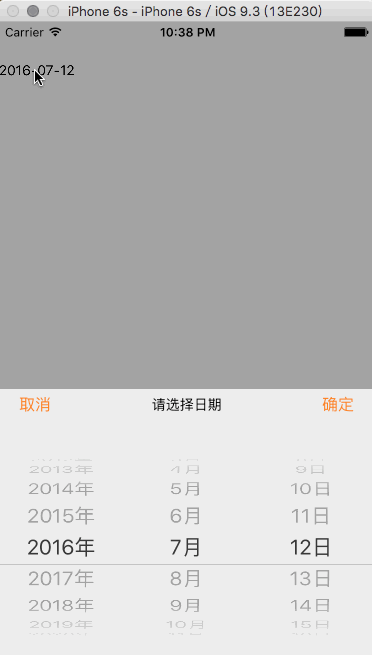 iPhone 6s - iPhone 6s / iOS 9.3 (13E230)
Carrier 10:38 PM
2016-07-12
取消 请选择日期 确定
2013年 4月 9日
2014年 5月 10日
2015年 6月 11日
2016年 7月 12日
2017年 8月 13日
2018年 9月 14日
2019年 10月 15日